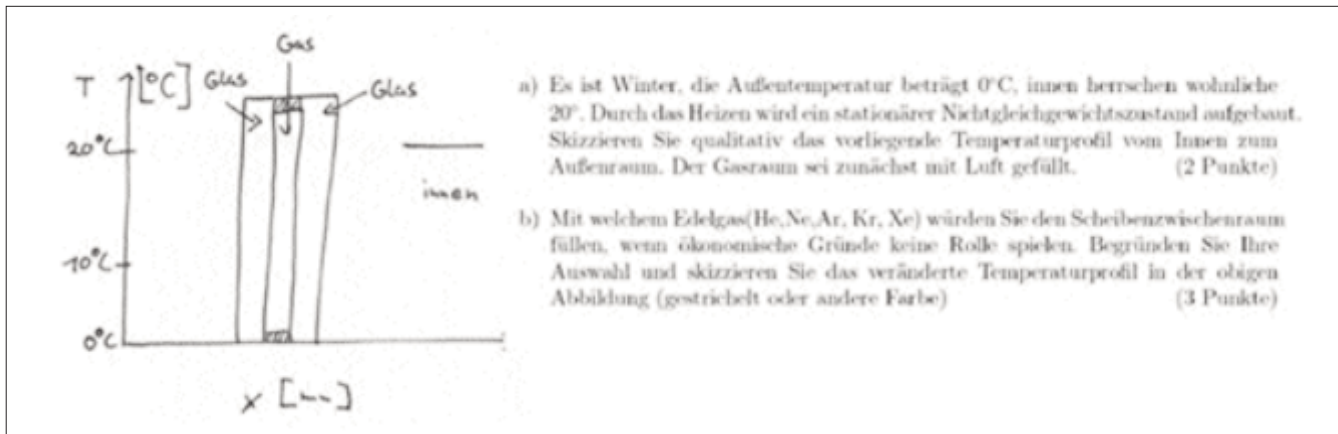 Gas
T [°C] Glas
Glas
20°C
innen
10°C
0°C
x [mm]
a) Es ist Winter, die Außentemperatur beträgt 0°C, innen herrschen wohnliche
20°. Durch das Heizen wird ein stationärer Nichtgleichgewichtszustand aufgebaut.
Skizzieren Sie qualitativ das vorliegende Temperaturprofil vom Innen zum
Außenraum. Der Gasraum sei zunächst mit Luft gefüllt. (2 Punkte)
b) Mit welchem Edelgas(He,Ne,Ar, Kr, Xe) würden Sie den Scheibenzwischenraum
füllen, wenn ökonomische Gründe keine Rolle spielen. Begründen Sie Ihre
Auswahl und skizzieren Sie das veränderte Temperaturprofil in der obigen
Abbildung (gestrichelt oder andere Farbe) (3 Punkte)